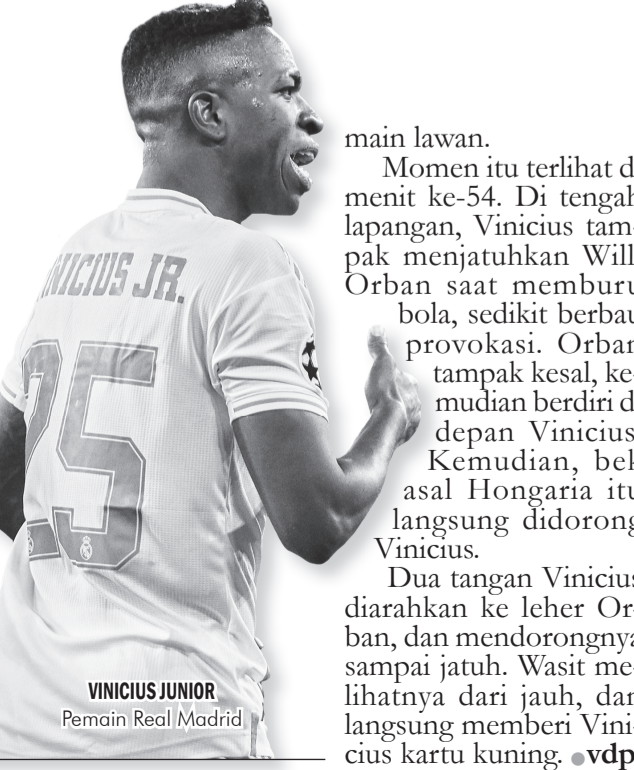 main lawan.
Momen itu terlihat d
menit ke-54. Di tengah
lapangan, Vinicius tam-
pak menjatuhkan Will
Orban saat memburu
bola, sedikit berbau
provokasi. Orban
tampak kesal, ke-
mudian berdiri d
depan Vinicius
Kemudian, bek
asal Hongaria itu
langsung didorong
Vinicius.
Dua tangan Vinicius
diarahkan ke leher Or-
ban, dan mendorongnya
sampai jatuh. Wasit me-
lihatnya dari jauh, dan
langsung memberi Vini-
cius kartu kuning. ●vdp
NICIUS JR.
25
VINICIUS JUNIOR
Pemain Real Madrid